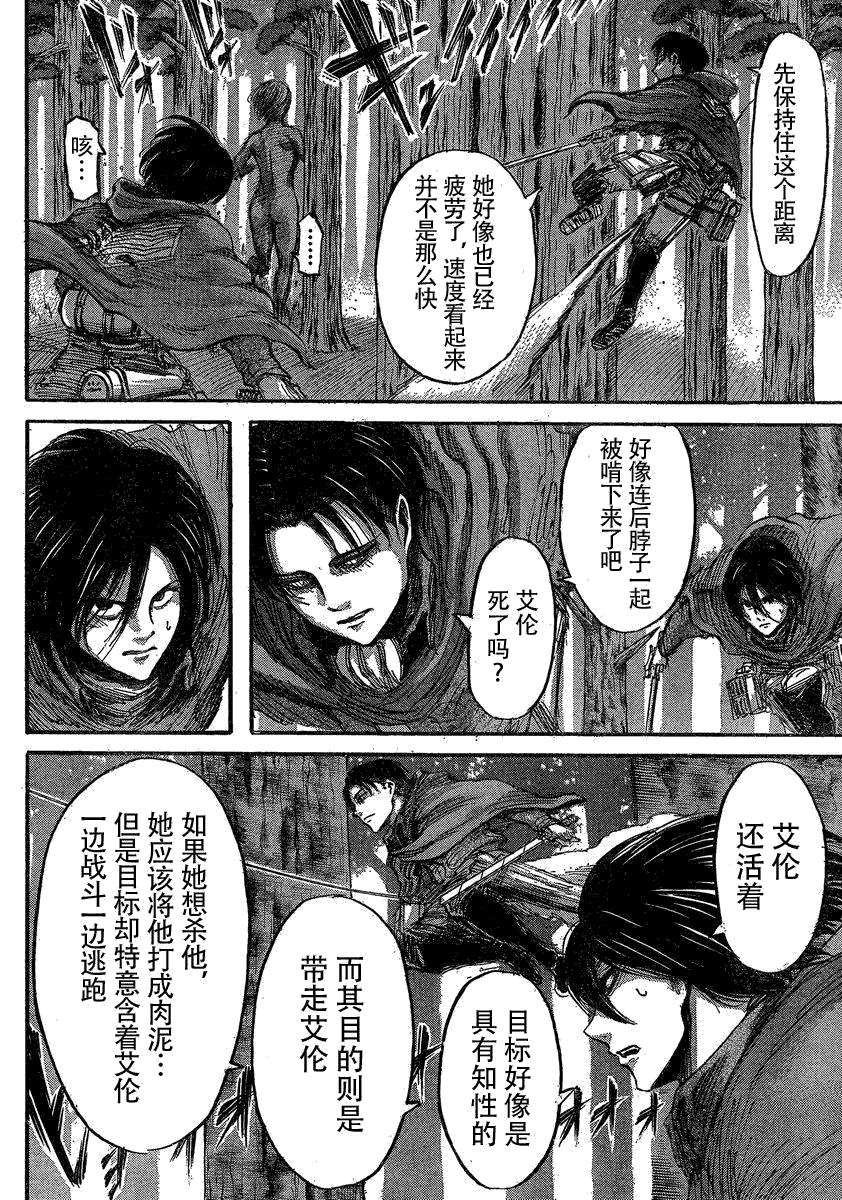 先保持住这个距离
她好像也已经
疲劳了,速度看起来
并不是那么快
……
咳…
好像连后脖子一起
被啃下来了吧
艾伦
死了吗?
艾伦
还活着
目标好像是
具有知性的
而其目的则是
带走艾伦
如果她想杀他,
她应该将他打成肉泥…
但是目标却特意含着艾伦
一边战斗一边逃跑